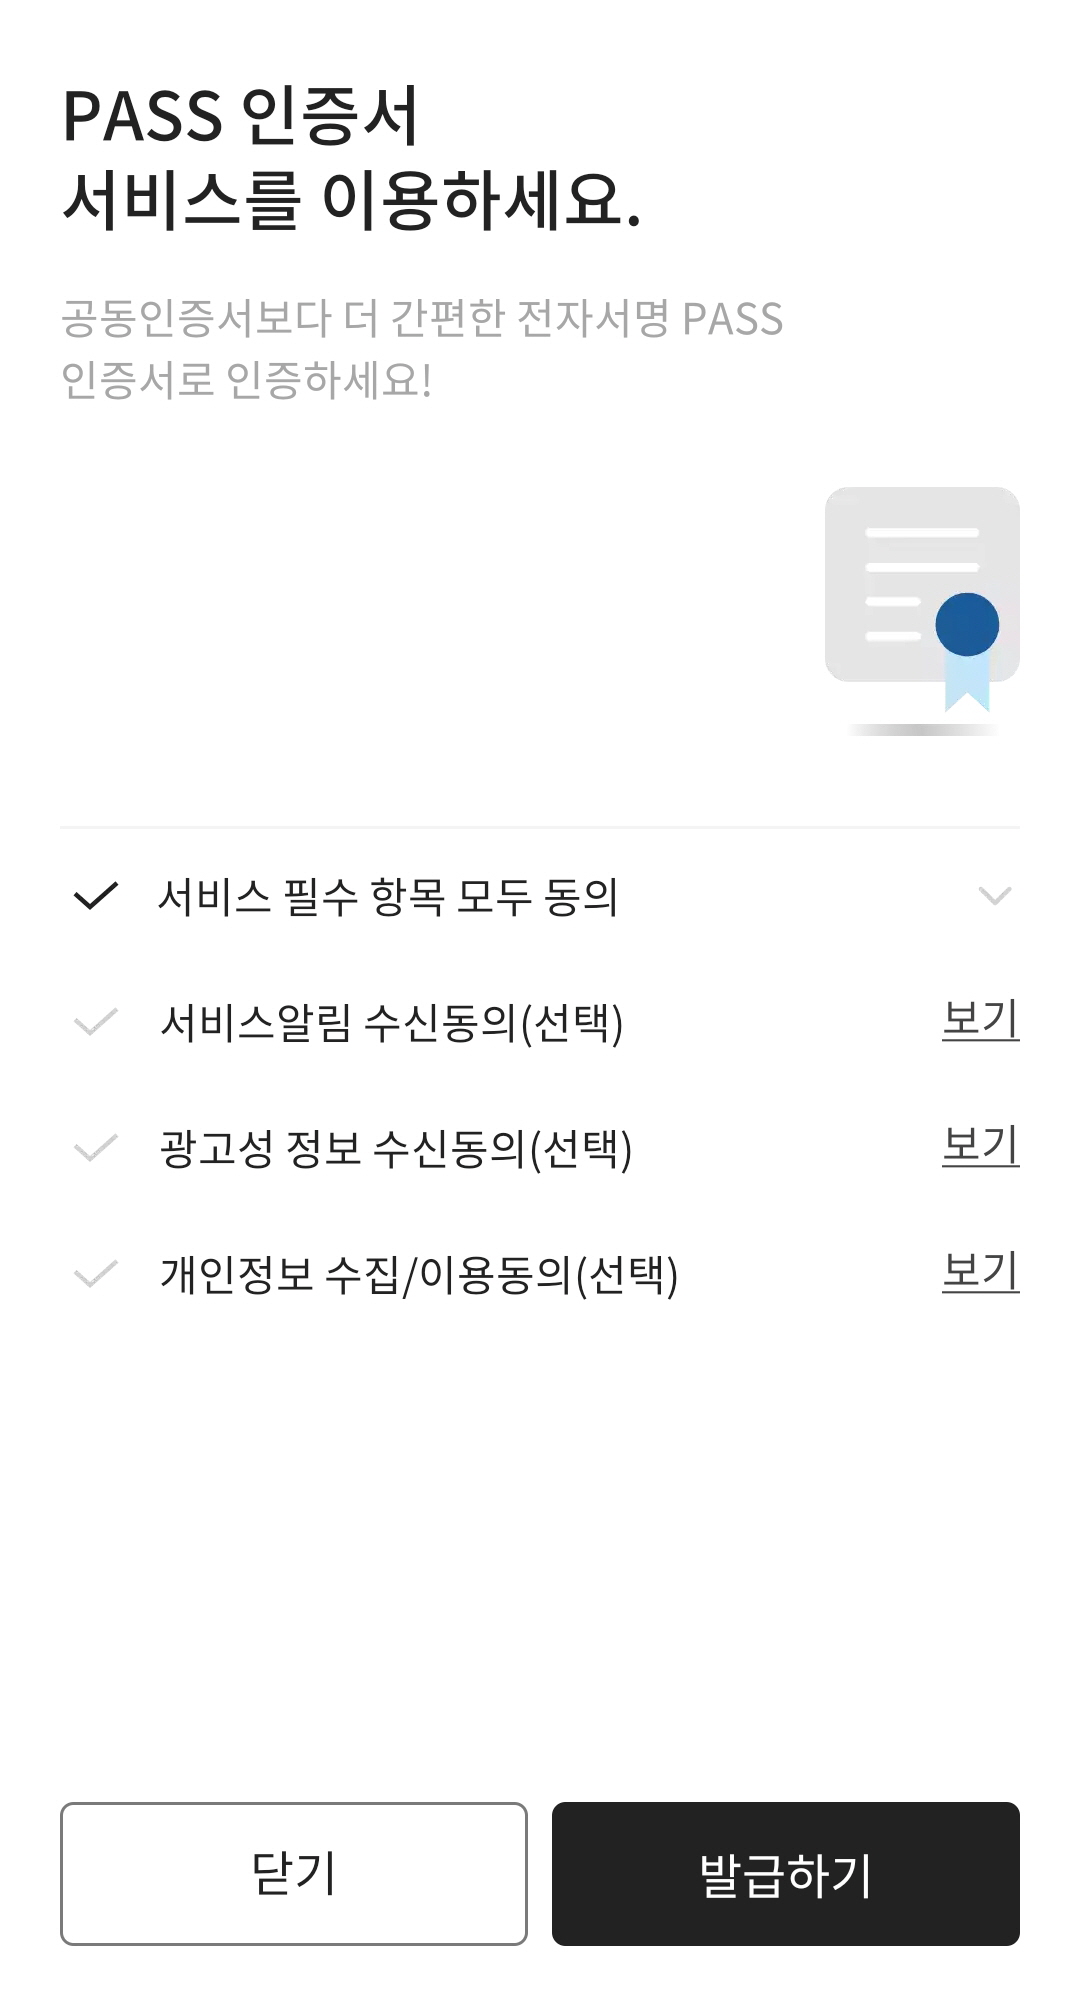 PASS 인증서
서비스를 이용하세요.
공동인증서보다 더 간편한 전자서명 PASS
인증서로 인증하세요!
서비스 필수 항목 모두 동의
서비스알림 수신동의(선택) 보기
광고성 정보 수신동의(선택) 보기
개인정보 수집/이용동의(선택) 보기
닫기 발급하기